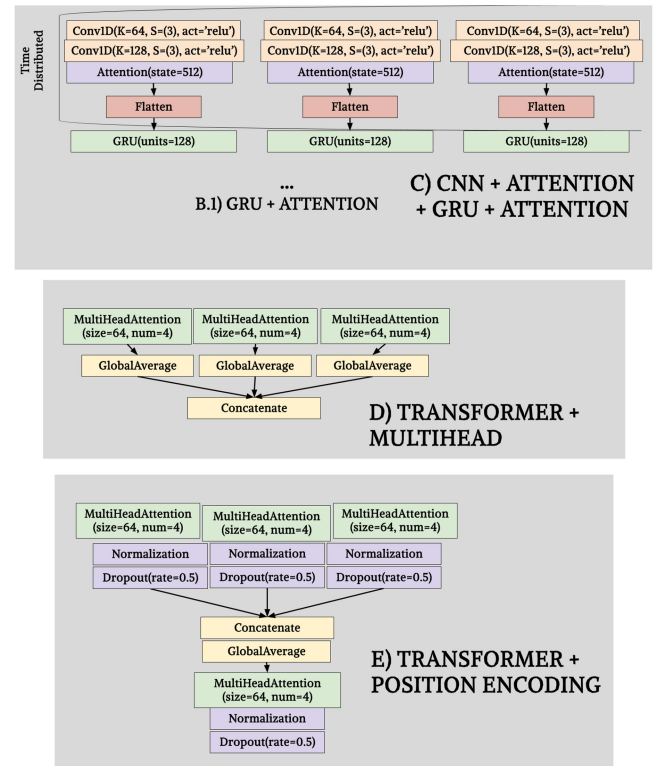 Time
Distributed
Conv1D(K=64, S=(3), act='relu')
Conv1D(K=64, S=(3), act='relu')
Conv1D(K=64, S=(3), act='relu')
Conv1D(K=128, S=(3), act='relu')
Conv1D(K=128, S=(3), act='relu')
Conv1D(K=128, S=(3), act='relu')
Attention(state=512)
Attention(state=512)
Attention(state=512)
Flatten
Flatten
Flatten
GRU(units=128)
GRU(units=128)
GRU(units=128)
...
B.1) GRU + ATTENTION
C) CNN + ATTENTION
+ GRU + ATTENTION
MultiHeadAttention
(size=64, num=4)
MultiHeadAttention
(size=64, num=4)
MultiHeadAttention
(size=64, num=4)
GlobalAverage
GlobalAverage
GlobalAverage
Concatenate
D) TRANSFORMER +
MULTIHEAD
MultiHeadAttention
(size=64, num=4)
MultiHeadAttention
(size=64, num=4)
MultiHeadAttention
(size=64, num=4)
Normalization
Normalization
Normalization
Dropout(rate=0.5)
Dropout(rate=0.5)
Dropout(rate=0.5)
Concatenate
GlobalAverage
MultiHeadAttention
(size=64, num=4)
Normalization
Dropout(rate=0.5)
E) TRANSFORMER +
POSITION ENCODING